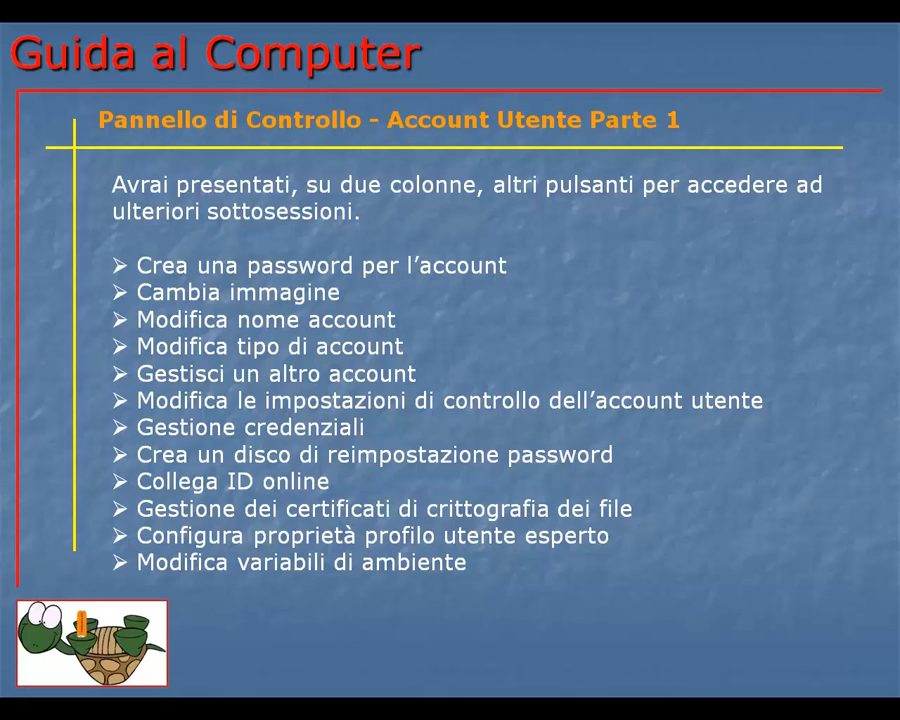 Guida al Computer
Pannello di Controllo - Account Utente Parte 1
Avrai presentati, su due colonne, altri pulsanti per accedere ad
ulteriori sottosessioni.
➢ Crea una password per l’account
➢ Cambia immagine
➢ Modifica nome account
➢ Modifica tipo di account
➢ Gestisci un altro account
➢ Modifica le impostazioni di controllo dell’account utente
➢ Gestione credenziali
➢ Crea un disco di reimpostazione password
➢ Collega ID online
➢ Gestione dei certificati di crittografia dei file
➢ Configura proprietà profilo utente esperto
➢ Modifica variabili di ambiente